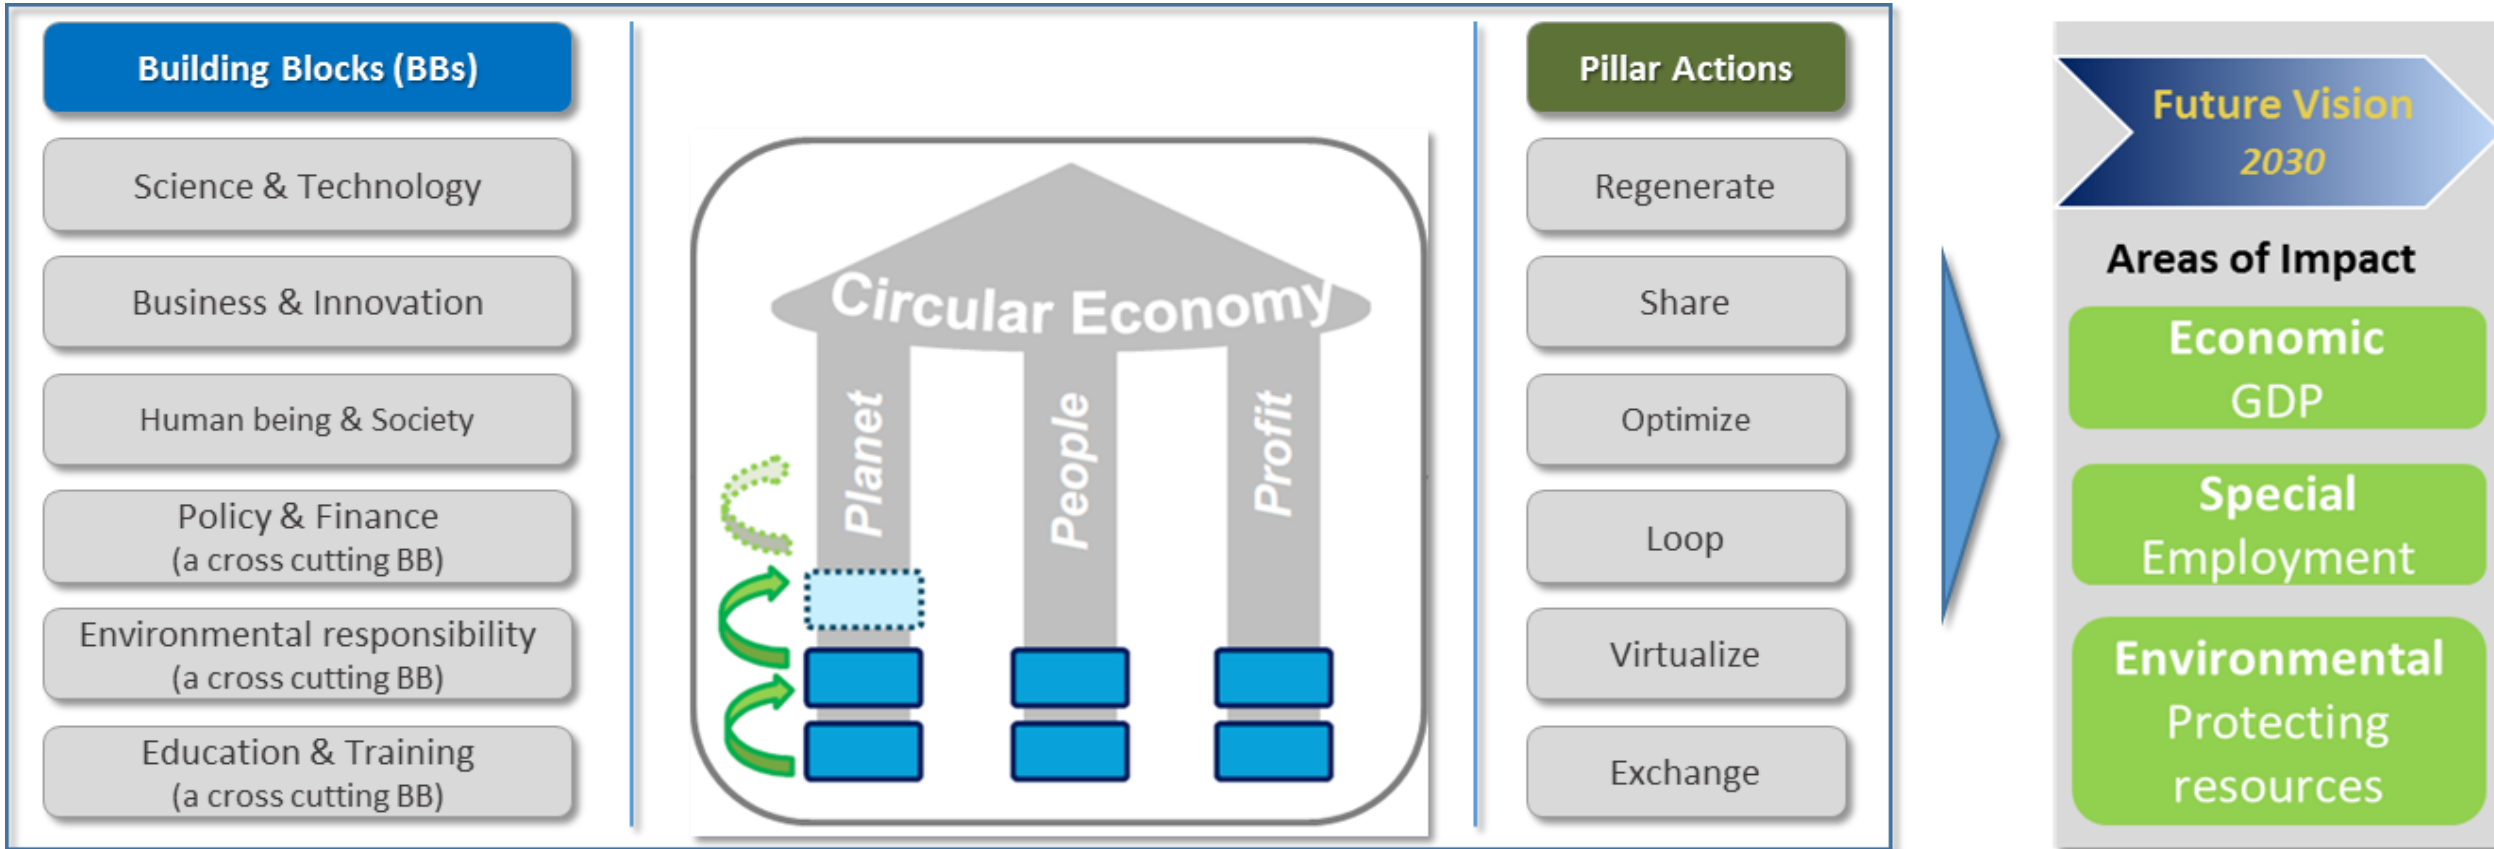 Building Blocks (BBs)
Science & Technology
Business & Innovation
Human being & Society
Policy & Finance
(a cross cutting BB)
Environmental responsibility
(a cross cutting BB)
Education & Training
(a cross cutting BB)
Circular Economy
Planet
People
Profit
Pillar Actions
Regenerate
Share
Optimize
Loop
Virtualize
Exchange
Future Vision
2030
Areas of Impact
Economic
GDP
Special
Employment
Environmental
Protecting
resources